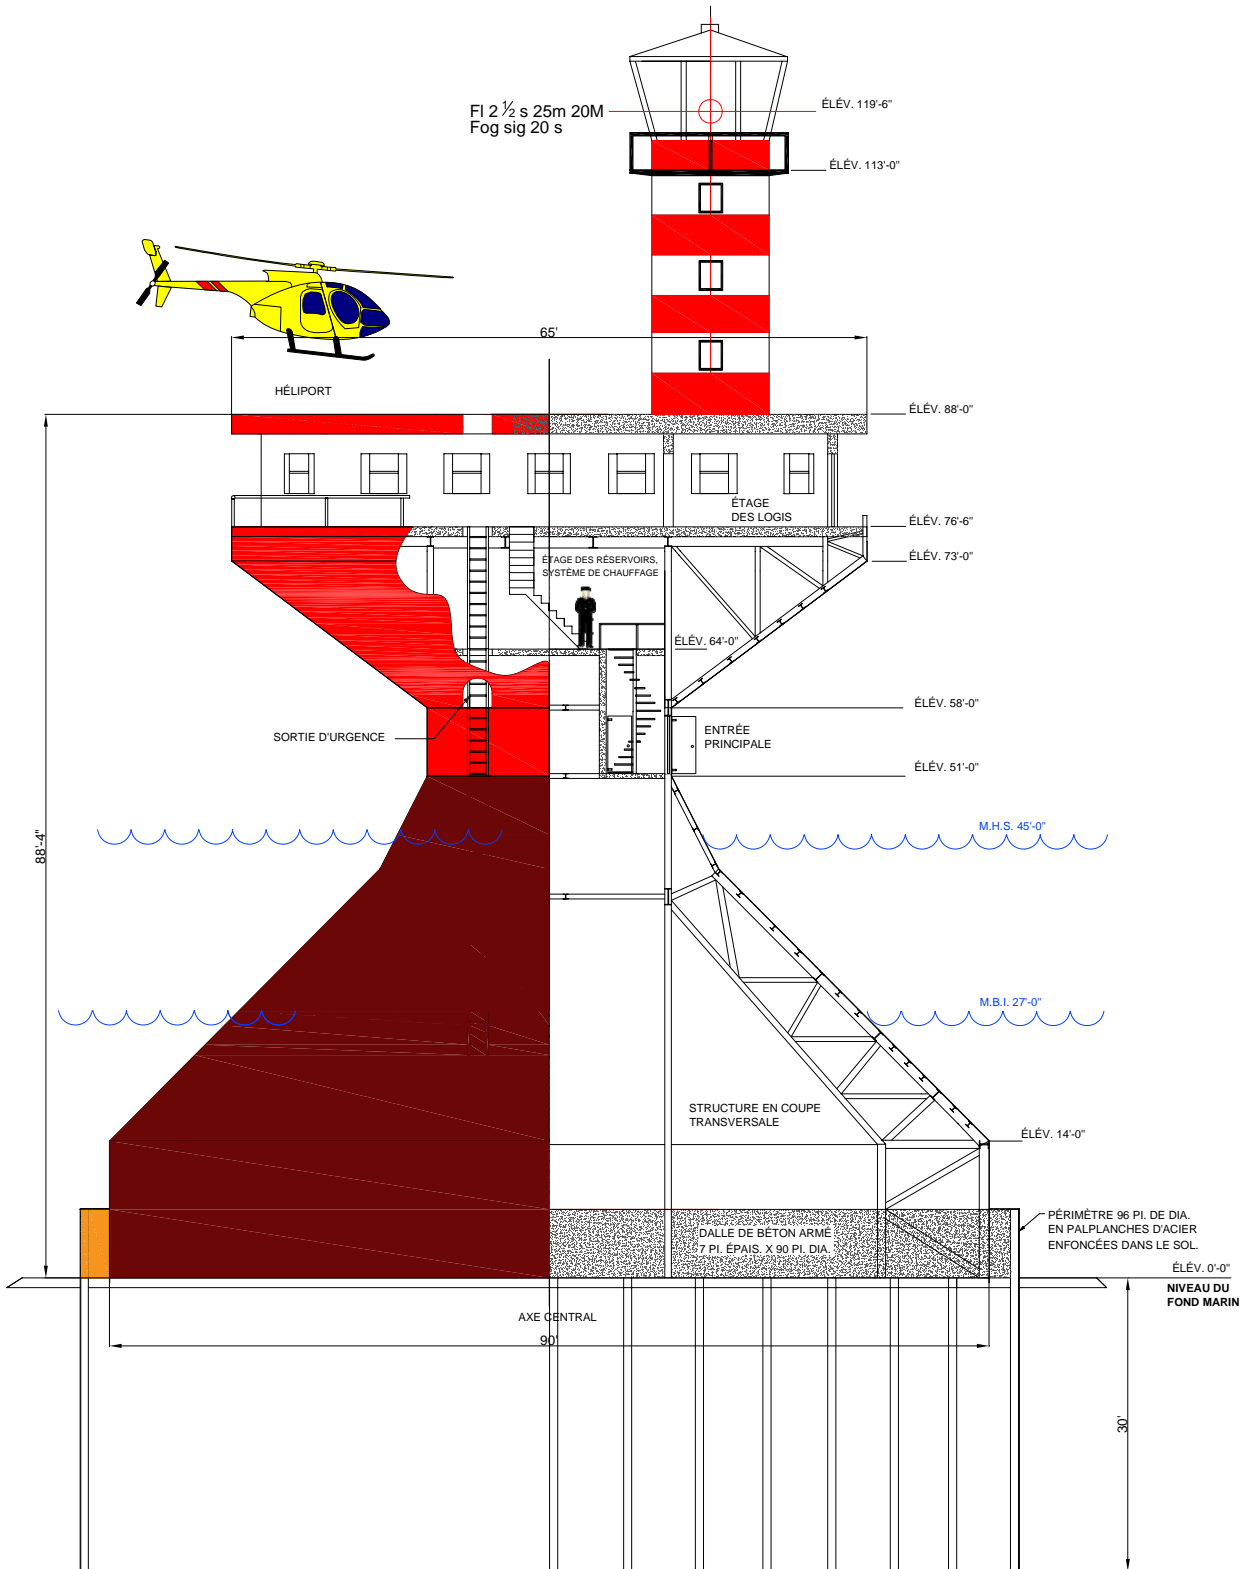 ÉLÉV. 119'-6"
Fl 2 ½ s 25m 20M
Fog sig 20 s
ÉLÉV. 113'-0"
65'
HÉLIPORT
ÉLÉV. 88'-0"
ÉTAGE
DES LOGIS
ÉLÉV. 76'-6"
ÉTAGE DES RÉSERVOIRS,
SYSTÈME DE CHAUFFAGE
ÉLÉV. 73'-0"
ÉLÉV. 64'-0"
ÉLÉV. 58'-0"
SORTIE D'URGENCE
ENTRÉE
PRINCIPALE
ÉLÉV. 51'-0"
M.H.S. 45'-0"
88'-4"
M.B.I. 27'-0"
STRUCTURE EN COUPE
TRANSVERSALE
ÉLÉV. 14'-0"
PÉRIMÈTRE 96 PI. DE DIA.
EN PALPLANCHES D'ACIER
ENFONCÉES DANS LE SOL.
DALLE DE BÉTON ARMÉ
7 PI. ÉPAIS. X 90 PI. DIA.
ÉLÉV. 0'-0"
NIVEAU DU
FOND MARIN
AXE CENTRAL
90'
30'